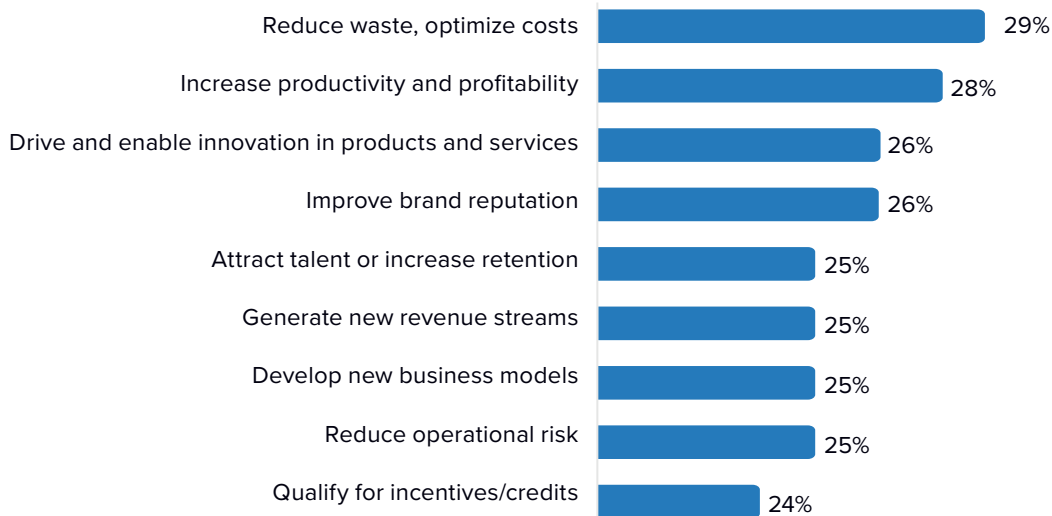 Reduce waste, optimize costs 29%
Increase productivity and profitability 28%
Drive and enable innovation in products and services 26%
Improve brand reputation 26%
Attract talent or increase retention 25%
Generate new revenue streams 25%
Develop new business models 25%
Reduce operational risk 25%
Qualify for incentives/credits 24%